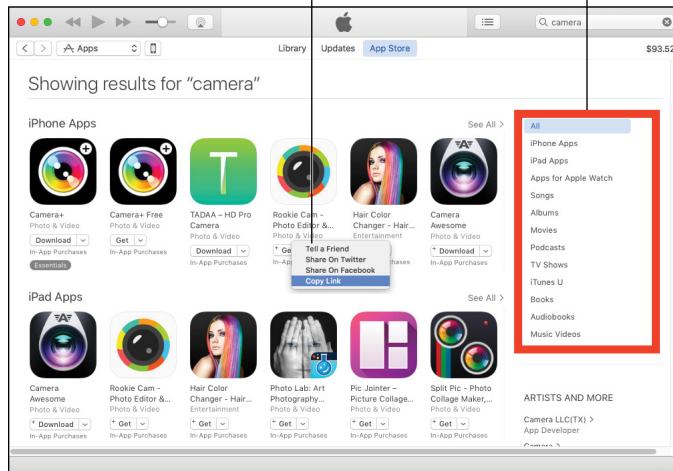 camera
Apps
Library Updates App Store
$93.52
Showing results for “camera”
iPhone Apps
See All >
Camera+
Photo & Video
Download
In-App Purchases
Essentials
Camera+ Free
Photo & Video
Get
In-App Purchases
TADAA – HD Pro
Camera
Photo & Video
Download
In-App Purchases
Rookie Cam -
Photo Editor &...
Photo & Video
Hair Color
Changer - Hair...
Entertainment
Camera
Awesome
Photo & Video
+ Download
In-App Purchases
Tell a Friend
Share On Twitter
Share On Facebook
Copy Link
iPad Apps
See All >
Camera
Awesome
Photo & Video
+ Download
In-App Purchases
Rookie Cam -
Photo Editor &...
Photo & Video
+ Get
In-App Purchases
Hair Color
Changer - Hair...
Entertainment
+ Get
In-App Purchases
Photo Lab: Art
Photography...
Photo & Video
+ Get
In-App Purchases
Pic Jointer –
Picture Collage...
Photo & Video
+ Get
In-App Purchases
Split Pic - Photo
Collage Maker,...
Photo & Video
+ Get
In-App Purchases
All
iPhone Apps
iPad Apps
Apps for Apple Watch
Songs
Albums
Movies
Podcasts
TV Shows
iTunes U
Books
Audiobooks
Music Videos
ARTISTS AND MORE
Camera LLC(TX) >
App Developer